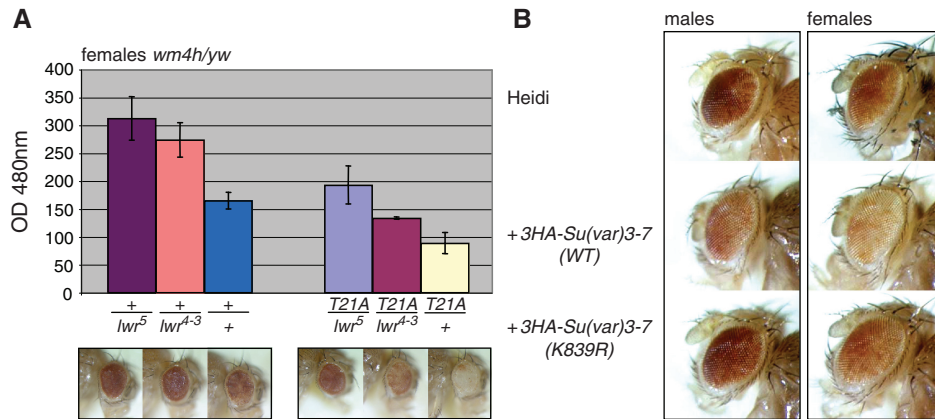 A
females wm4h/yw
OD 480nm
400
350
300
250
200
150
100
50
0
+ + + T21A T21A T21A
lwr5 lwr4-3 + lwr5 lwr4-3 +
B
males females
Heidi
+3HA-Su(var)3-7
(WT)
+3HA-Su(var)3-7
(K839R)